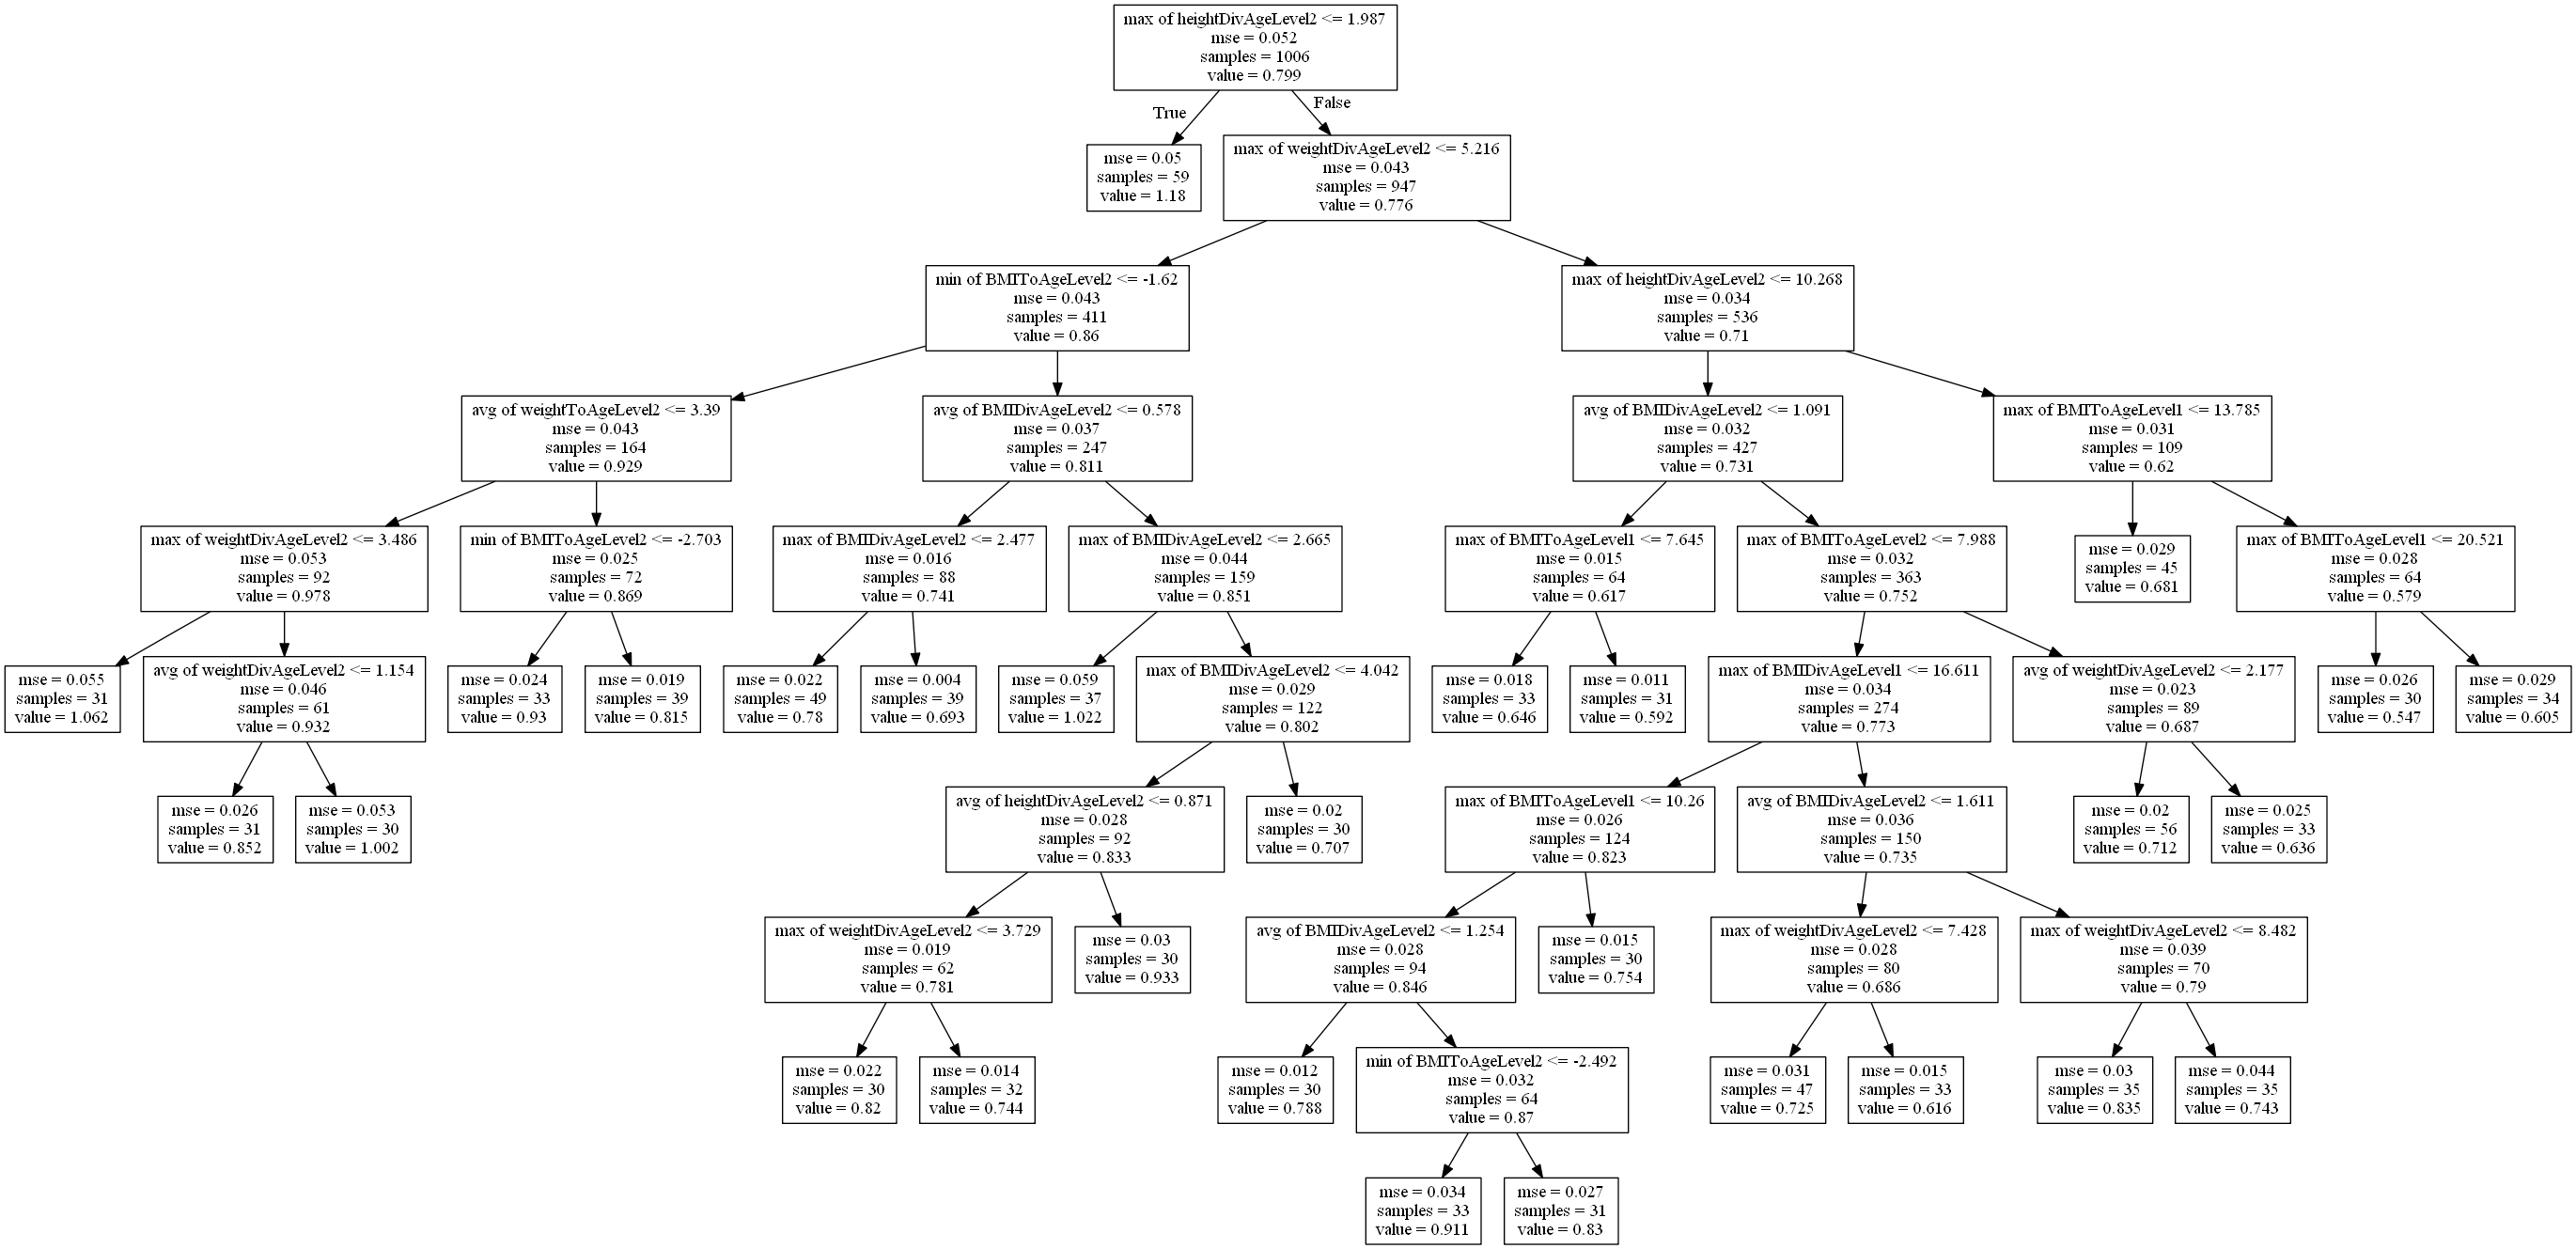 max of heightDivAgeLevel2 <= 1.987
mse = 0.052
samples = 1006
value = 0.799
True
False
mse = 0.05
samples = 59
value = 1.18
max of weightDivAgeLevel2 <= 5.216
mse = 0.043
samples = 947
value = 0.776
min of BMIToAgeLevel2 <= -1.62
mse = 0.043
samples = 411
value = 0.86
max of heightDivAgeLevel2 <= 10.268
mse = 0.034
samples = 536
value = 0.71
avg of weightToAgeLevel2 <= 3.39
mse = 0.043
samples = 164
value = 0.929
avg of BMIDivAgeLevel2 <= 0.578
mse = 0.037
samples = 247
value = 0.811
avg of BMIDivAgeLevel2 <= 1.091
mse = 0.032
samples = 427
value = 0.731
max of BMIToAgeLevel1 <= 13.785
mse = 0.031
samples = 109
value = 0.62
max of weightDivAgeLevel2 <= 3.486
mse = 0.053
samples = 92
value = 0.978
min of BMIToAgeLevel2 <= -2.703
mse = 0.025
samples = 72
value = 0.869
max of BMIDivAgeLevel2 <= 2.477
mse = 0.016
samples = 88
value = 0.741
max of BMIDivAgeLevel2 <= 2.665
mse = 0.044
samples = 159
value = 0.851
max of BMIToAgeLevel1 <= 7.645
mse = 0.015
samples = 64
value = 0.617
max of BMIToAgeLevel2 <= 7.988
mse = 0.032
samples = 363
value = 0.752
mse = 0.029
samples = 45
value = 0.681
max of BMIToAgeLevel1 <= 20.521
mse = 0.028
samples = 64
value = 0.579
mse = 0.055
samples = 31
value = 1.062
avg of weightDivAgeLevel2 <= 1.154
mse = 0.046
samples = 61
value = 0.932
mse = 0.024
samples = 33
value = 0.93
mse = 0.019
samples = 39
value = 0.815
mse = 0.022
samples = 49
value = 0.78
mse = 0.004
samples = 39
value = 0.693
mse = 0.059
samples = 37
value = 1.022
max of BMIDivAgeLevel2 <= 4.042
mse = 0.029
samples = 122
value = 0.802
mse = 0.018
samples = 33
value = 0.646
mse = 0.011
samples = 31
value = 0.592
max of BMIDivAgeLevel1 <= 16.611
mse = 0.034
samples = 274
value = 0.773
avg of weightDivAgeLevel2 <= 2.177
mse = 0.023
samples = 89
value = 0.687
mse = 0.026
samples = 30
value = 0.547
mse = 0.029
samples = 34
value = 0.605
mse = 0.026
samples = 31
value = 0.852
mse = 0.053
samples = 30
value = 1.002
avg of heightDivAgeLevel2 <= 0.871
mse = 0.028
samples = 92
value = 0.833
mse = 0.02
samples = 30
value = 0.707
max of BMIToAgeLevel1 <= 10.26
mse = 0.026
samples = 124
value = 0.823
avg of BMIDivAgeLevel2 <= 1.611
mse = 0.036
samples = 150
value = 0.735
mse = 0.02
samples = 56
value = 0.712
mse = 0.025
samples = 33
value = 0.636
max of weightDivAgeLevel2 <= 3.729
mse = 0.019
samples = 62
value = 0.781
mse = 0.03
samples = 30
value = 0.933
avg of BMIDivAgeLevel2 <= 1.254
mse = 0.028
samples = 94
value = 0.846
mse = 0.015
samples = 30
value = 0.754
max of weightDivAgeLevel2 <= 7.428
mse = 0.028
samples = 80
value = 0.686
max of weightDivAgeLevel2 <= 8.482
mse = 0.039
samples = 70
value = 0.79
mse = 0.022
samples = 30
value = 0.82
mse = 0.014
samples = 32
value = 0.744
mse = 0.012
samples = 30
value = 0.788
min of BMIToAgeLevel2 <= -2.492
mse = 0.032
samples = 64
value = 0.87
mse = 0.031
samples = 47
value = 0.725
mse = 0.015
samples = 33
value = 0.616
mse = 0.03
samples = 35
value = 0.835
mse = 0.044
samples = 35
value = 0.743
mse = 0.034
samples = 33
value = 0.911
mse = 0.027
samples = 31
value = 0.83